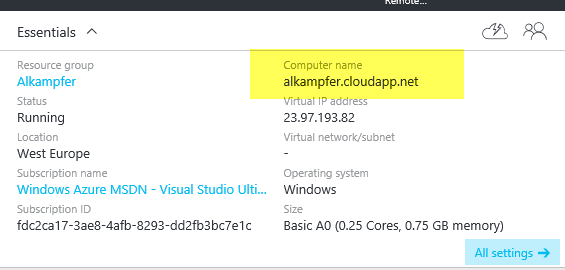 Remote...
Essentials
Resource group
Alkampfer
Status
Running
Location
West Europe
Subscription name
Windows Azure MSDN - Visual Studio Ulti...
Subscription ID
fdc2ca17-3ae8-4afb-8293-dd2fb3bc7e1c
Computer name
alkampfer.cloudapp.net
Virtual IP address
23.97.193.82
Virtual network/subnet
-
Operating system
Windows
Size
Basic A0 (0.25 Cores, 0.75 GB memory)
All settings →